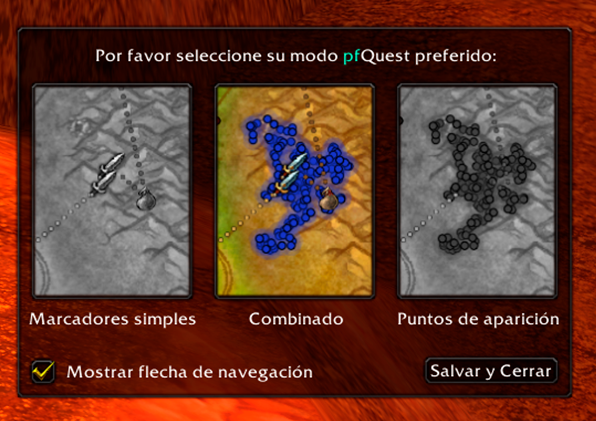 Por favor seleccione su modo pfQuest preferido:
Marcadores simples
Combinado
Puntos de aparición
Mostrar flecha de navegación
Salvar y Cerrar